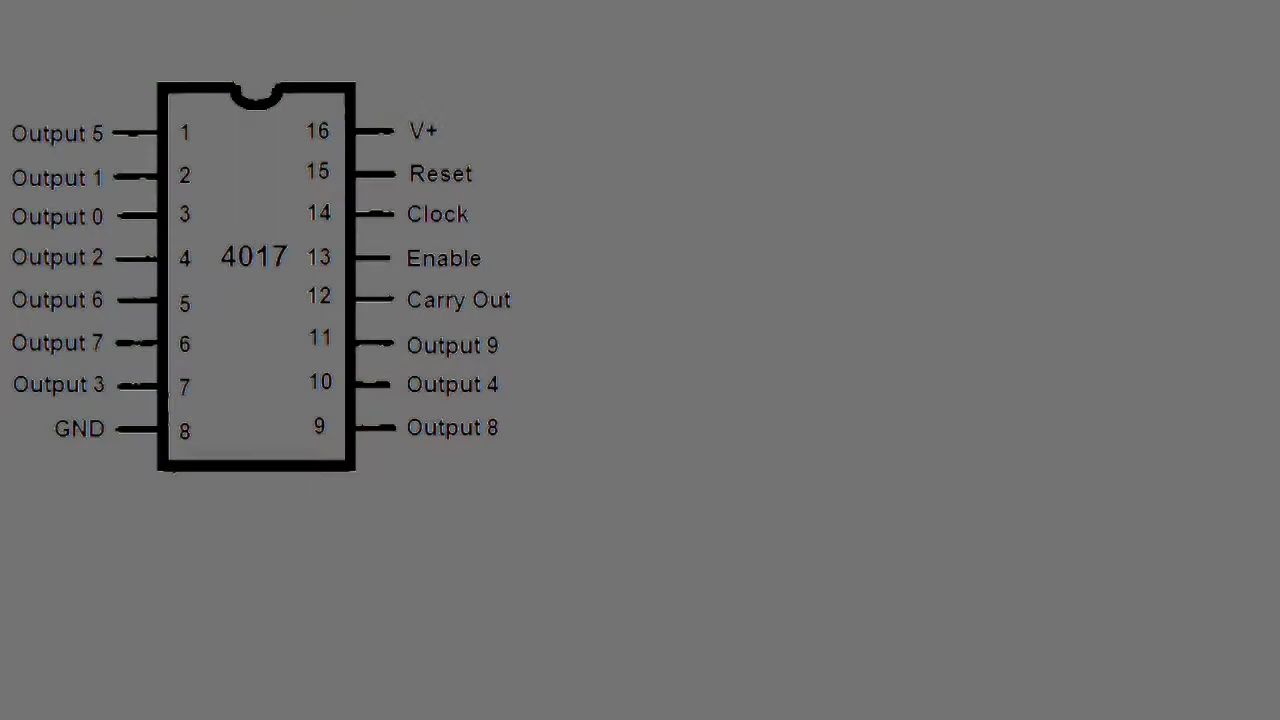 Output 5 1 16 V+
Output 1 2 15 Reset
Output 0 3 14 Clock
Output 2 4 4017 13 Enable
Output 6 5 12 Carry Out
Output 7 6 11 Output 9
Output 3 7 10 Output 4
GND 8 9 Output 8